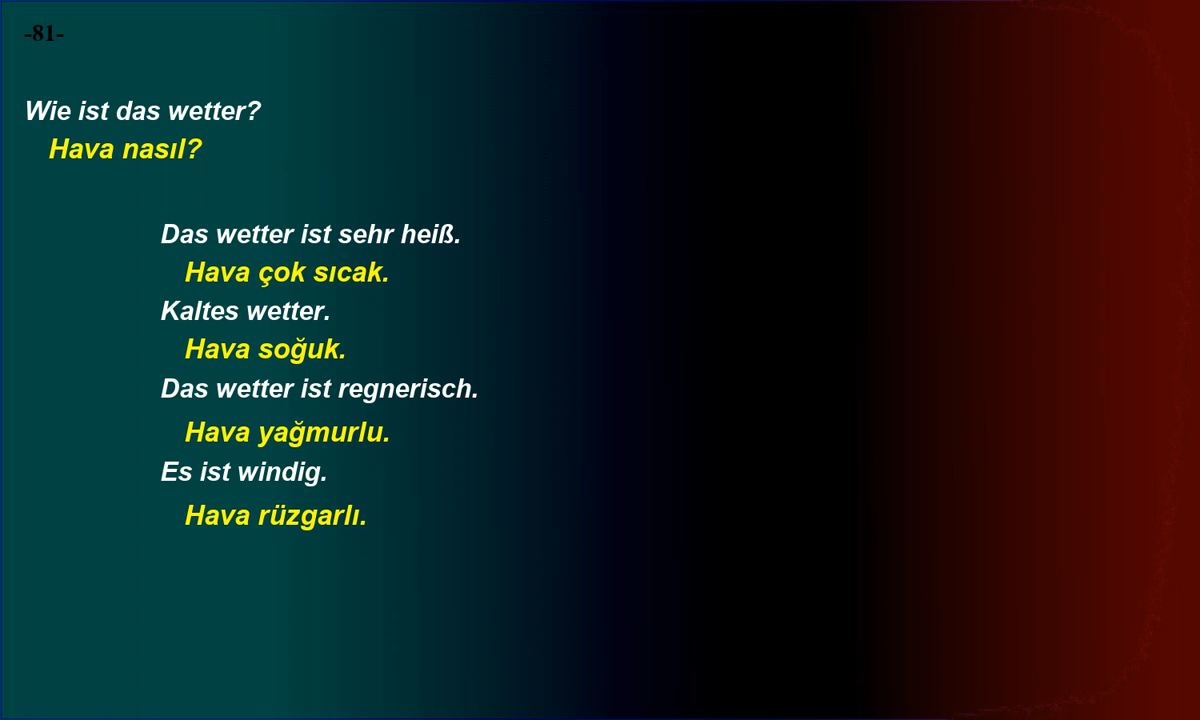 -81-
Wie ist das wetter?
Hava nasıl?
Das wetter ist sehr heiß.
Hava çok sıcak.
Kaltes wetter.
Hava soğuk.
Das wetter ist regnerisch.
Hava yağmurlu.
Es ist windig.
Hava rüzgarlı.